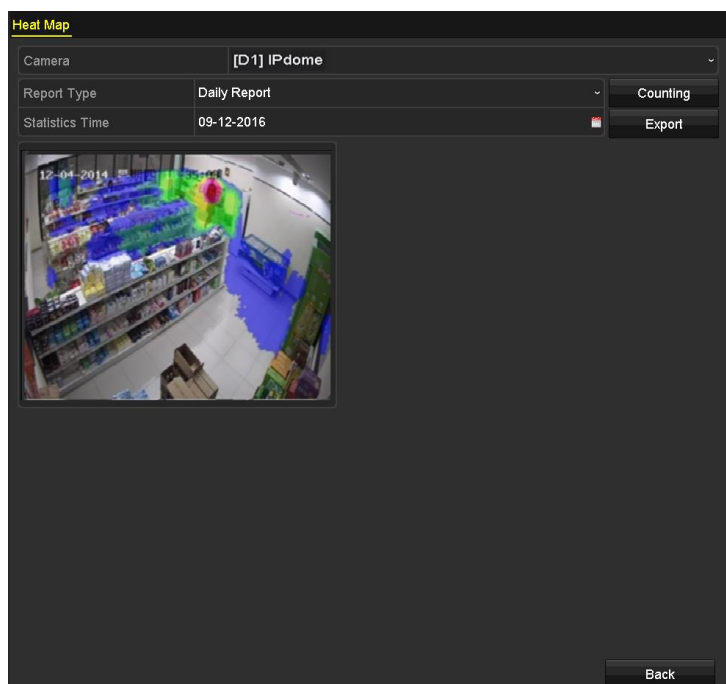 Heat Map
Camera [D1] IPdome
Report Type Daily Report Counting
Statistics Time 09-12-2016 Export
12-04-2014
Back